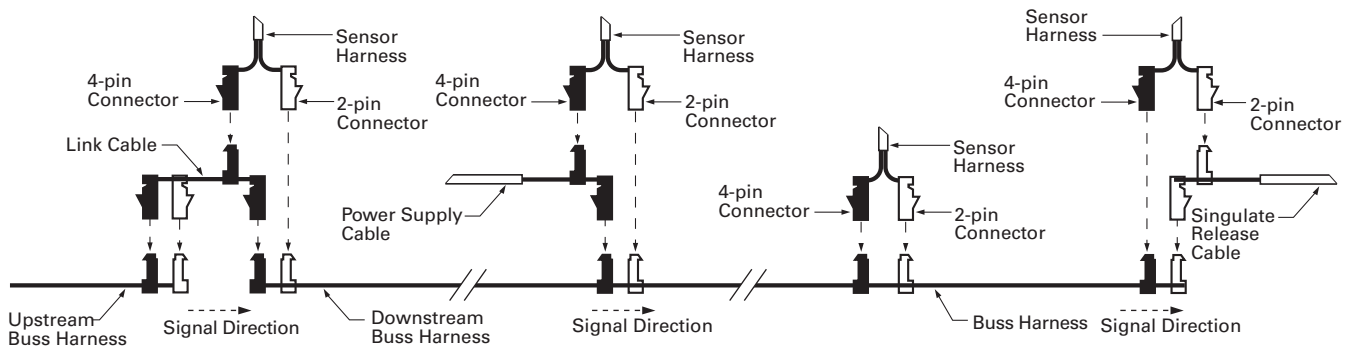 Sensor
Harness
4-pin
Connector
2-pin
Connector
Link Cable
Upstream
Buss Harness
Signal Direction
Downstream
Buss Harness
Sensor
Harness
4-pin
Connector
2-pin
Connector
Power Supply
Cable
Signal Direction
Sensor
Harness
4-pin
Connector
2-pin
Connector
Buss Harness
Sensor
Harness
4-pin
Connector
2-pin
Connector
Singulate
Release
Cable
Signal Direction